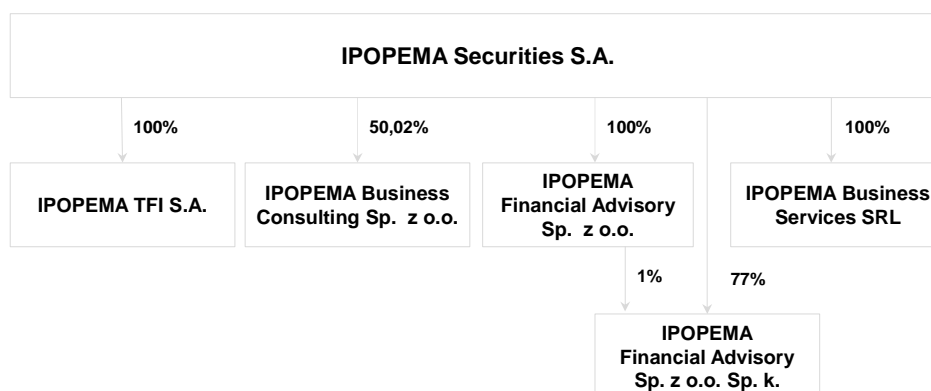 IPOPEMA Securities S.A.
100%
50,02%
100%
100%
IPOPEMA TFI S.A.
IPOPEMA Business
Consulting Sp. z o.o.
IPOPEMA
Financial Advisory
Sp. z o.o.
IPOPEMA Business
Services SRL
1%
77%
IPOPEMA
Financial Advisory
Sp. z o.o. Sp. k.